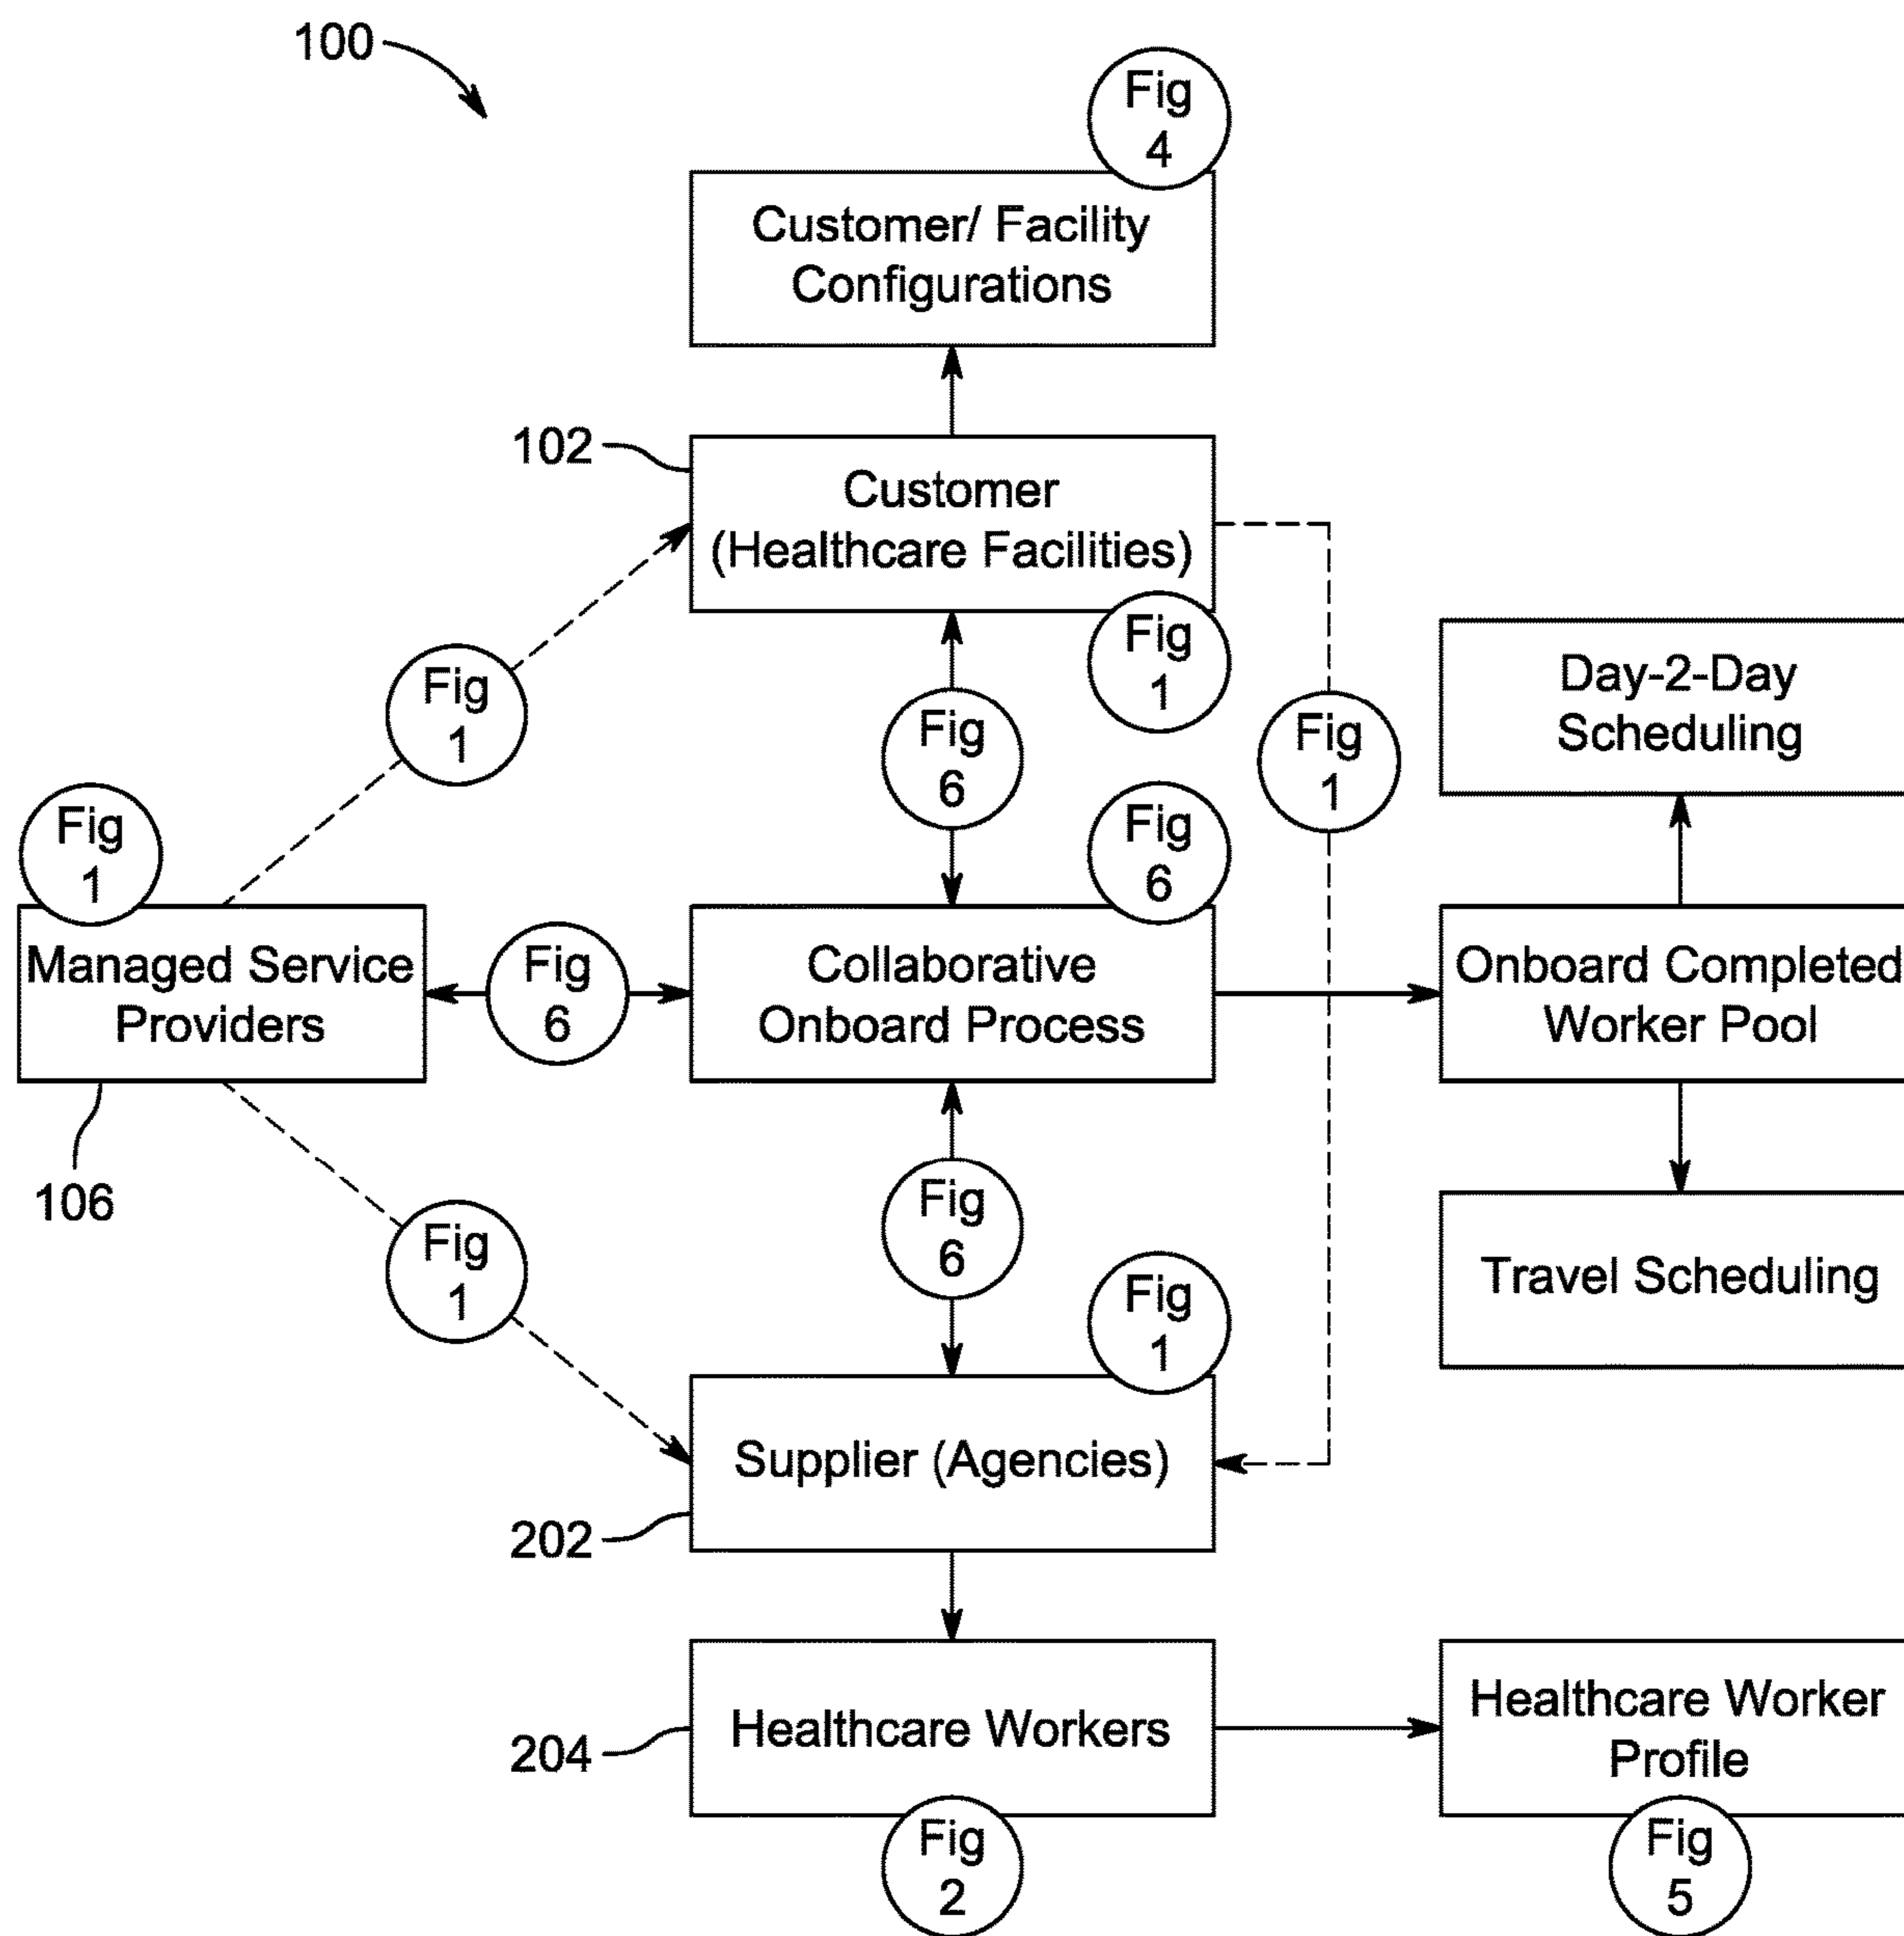 100
Fig
4
Customer/ Facility
Configurations
102
Customer
(Healthcare Facilities)
Fig
1
Fig
1
Fig
6
Fig
1
Day-2-Day
Scheduling
Fig
1
Fig
6
Managed Service
Providers
Fig
6
Collaborative
Onboard Process
Onboard Completed
Worker Pool
106
Fig
1
Fig
6
Fig
1
Travel Scheduling
Supplier (Agencies)
202
Healthcare Workers
204
Healthcare Worker
Profile
Fig
2
Fig
5